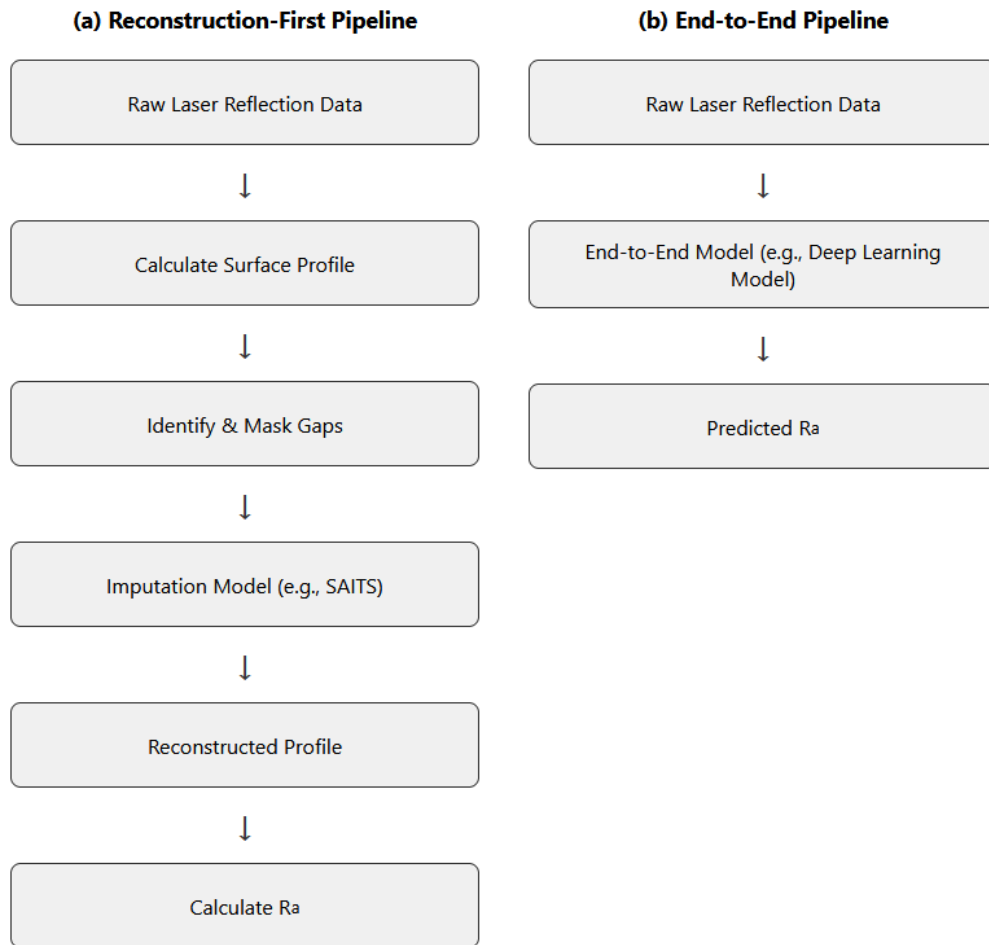 (a) Reconstruction-First Pipeline
Raw Laser Reflection Data
↓
Calculate Surface Profile
↓
Identify & Mask Gaps
↓
Imputation Model (e.g., SAITS)
↓
Reconstructed Profile
↓
Calculate Ra
(b) End-to-End Pipeline
Raw Laser Reflection Data
↓
End-to-End Model (e.g., Deep Learning
Model)
↓
Predicted Ra